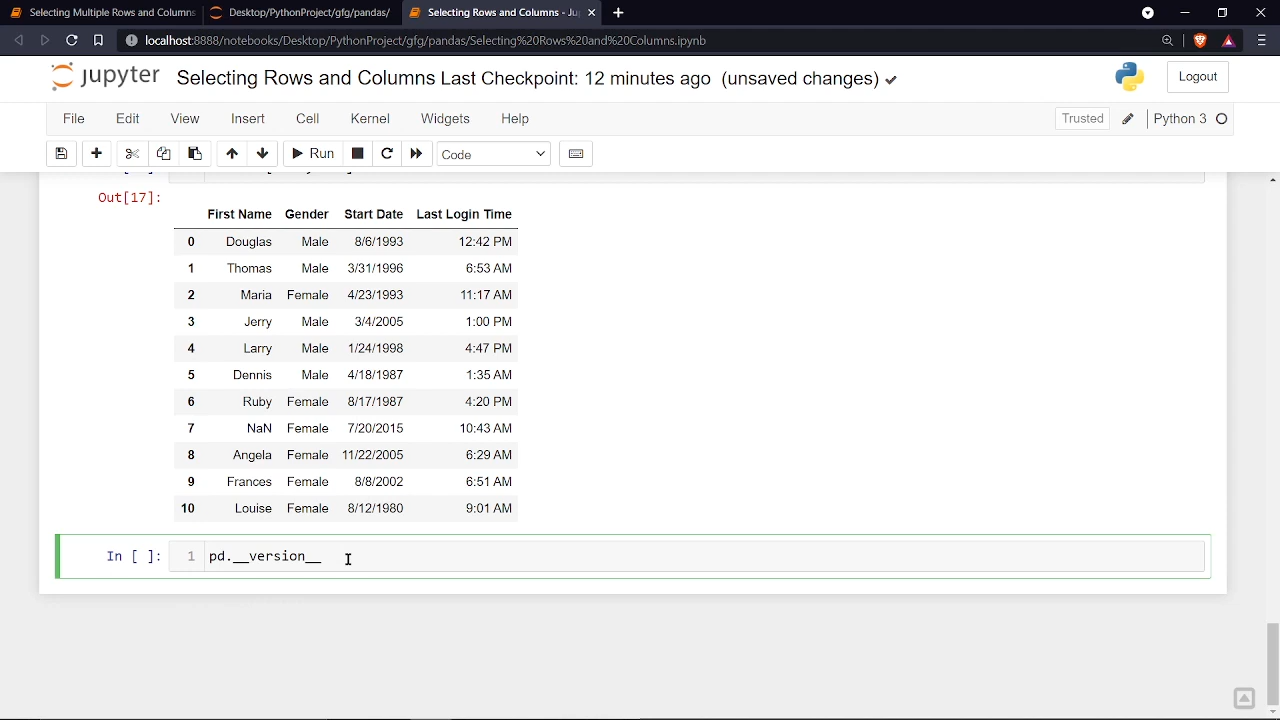 Selecting Multiple Rows and Columns
Desktop/PythonProject/gfg/pandas/
Selecting Rows and Columns - Ju
localhost:8888/notebooks/Desktop/PythonProject/gfg/pandas/Selecting%20Rows%20and%20Columns.ipynb
jupyter Selecting Rows and Columns Last Checkpoint: 12 minutes ago (unsaved changes) Logout
File Edit View Insert Cell Kernel Widgets Help Trusted Python 3
Run Code
Out[17]:
First Name Gender Start Date Last Login Time
0 Douglas Male 8/6/1993 12:42 PM
1 Thomas Male 3/31/1996 6:53 AM
2 Maria Female 4/23/1993 11:17 AM
3 Jerry Male 3/4/2005 1:00 PM
4 Larry Male 1/24/1998 4:47 PM
5 Dennis Male 4/18/1987 1:35 AM
6 Ruby Female 8/17/1987 4:20 PM
7 NaN Female 7/20/2015 10:43 AM
8 Angela Female 11/22/2005 6:29 AM
9 Frances Female 8/8/2002 6:51 AM
10 Louise Female 8/12/1980 9:01 AM
In [ ]: 1 pd.__version__